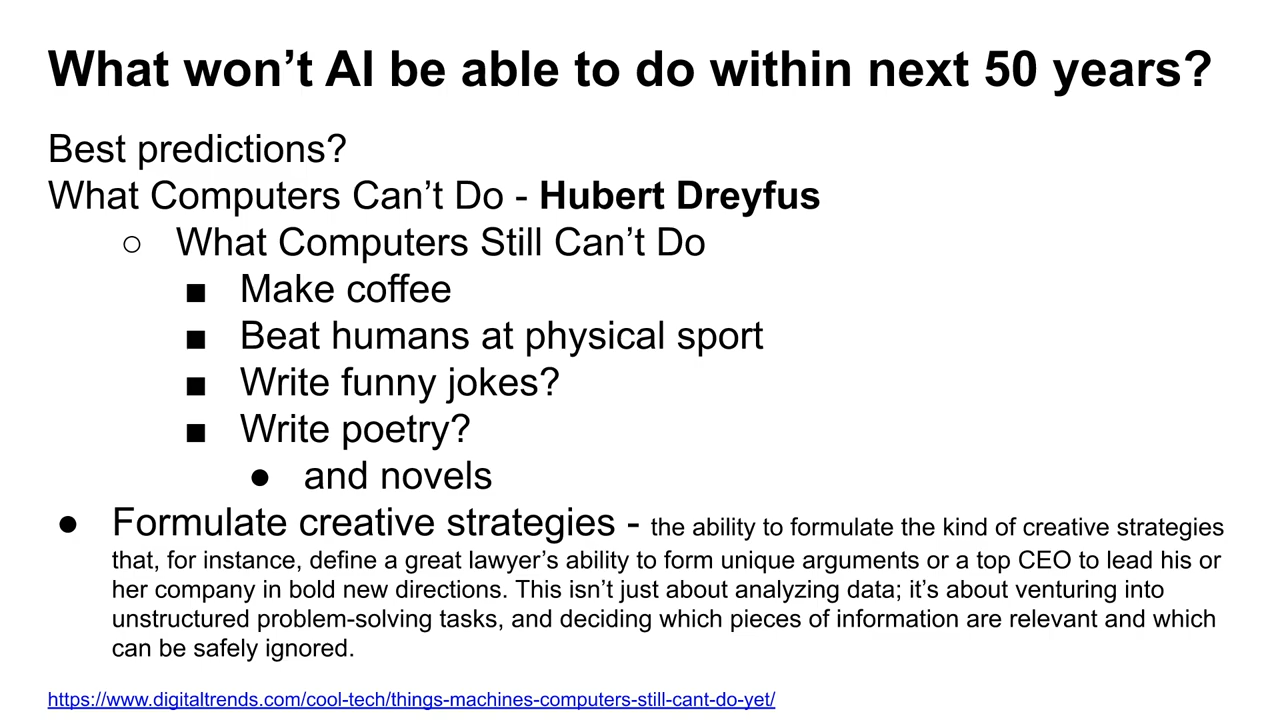 What won’t AI be able to do within next 50 years?
Best predictions?
What Computers Can’t Do - Hubert Dreyfus
○ What Computers Still Can’t Do
■ Make coffee
■ Beat humans at physical sport
■ Write funny jokes?
■ Write poetry?
● and novels
● Formulate creative strategies - the ability to formulate the kind of creative strategies
that, for instance, define a great lawyer’s ability to form unique arguments or a top CEO to lead his or
her company in bold new directions. This isn’t just about analyzing data; it’s about venturing into
unstructured problem-solving tasks, and deciding which pieces of information are relevant and which
can be safely ignored.
https://www.digitaltrends.com/cool-tech/things-machines-computers-still-cant-do-yet/